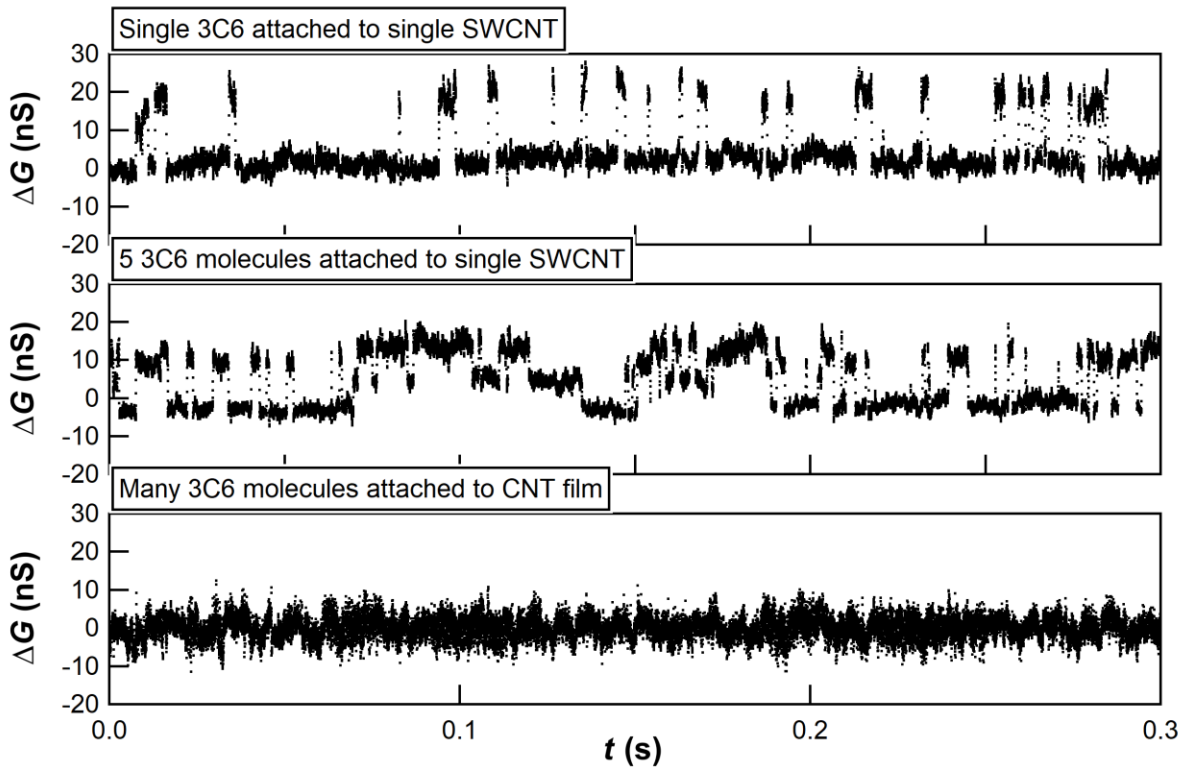 Single 3C6 attached to single SWCNT
ΔG (nS)
30
20
10
0
-10
-20
5 3C6 molecules attached to single SWCNT
ΔG (nS)
30
20
10
0
-10
-20
Many 3C6 molecules attached to CNT film
ΔG (nS)
30
20
10
0
-10
-20
0.0 0.1 0.2 0.3
t (s)